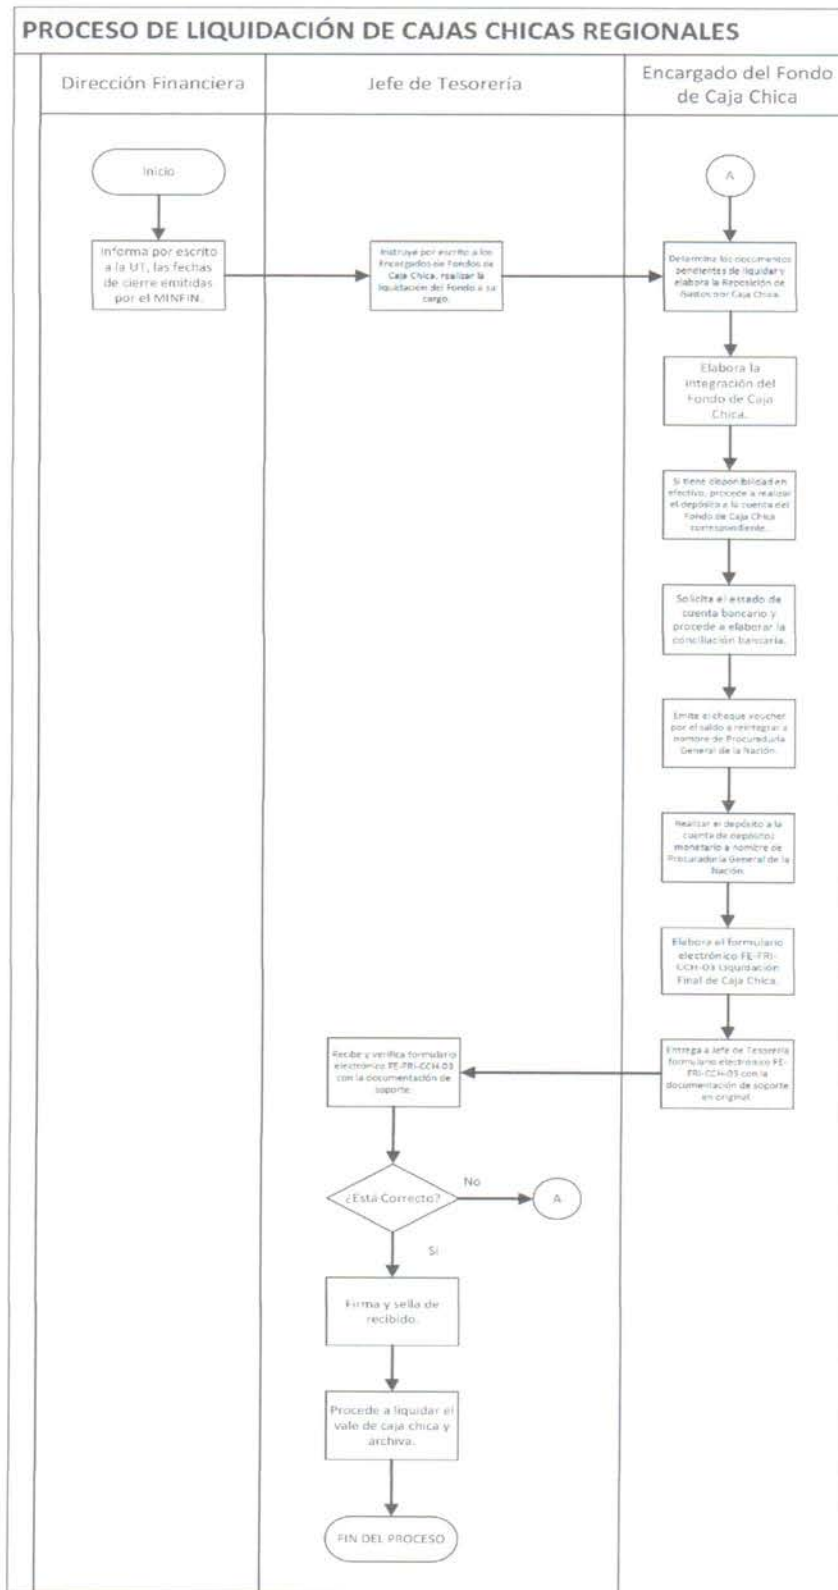 PROCESO DE LIQUIDACIÓN DE CAJAS CHICAS REGIONALES
Dirección Financiera
Jefe de Tesorería
Encargado del Fondo
de Caja Chica
Inicio
A
Informa por escrito
a la UT, las fechas
de cierre emitidas
por el MINFIN.
Instruye por escrito a los
Encargados de Fondos de
Caja Chica, realizar la
liquidación del Fondo a su
cargo.
Determina los documentos
pendientes de liquidar y
elabora la Reposición de
Gastos por Caja Chica.
Elabora la
integración del
Fondo de Caja
Chica.
Si tiene disponibilidad en
efectivo, procede a realizar
el depósito a la cuenta del
Fondo de Caja Chica
correspondiente.
Solicita el estado de
cuenta bancario y
procede a elaborar la
conciliación bancaria.
Emite el cheque voucher
por el saldo a reintegrar a
nombre de Procuraduría
General de la Nación.
Realizar el depósito a la
cuenta de depósitos
monetario a nombre de
Procuraduría General de la
Nación.
Elabora el formulario
electrónico FE-FRI-
CCH-03 Liquidación
Final de Caja Chica.
Entrega a Jefe de Tesorería
formulario electrónico FE-
FRI-CCH-03 con la
documentación de soporte
en original.
Recibe y verifica formulario
electrónico FE-FRI-CCH-03
con la documentación de
soporte.
¿Está Correcto?
No
A
Si
Firma y sella de
recibido.
Procede a liquidar el
vale de caja chica y
archiva.
FIN DEL PROCESO